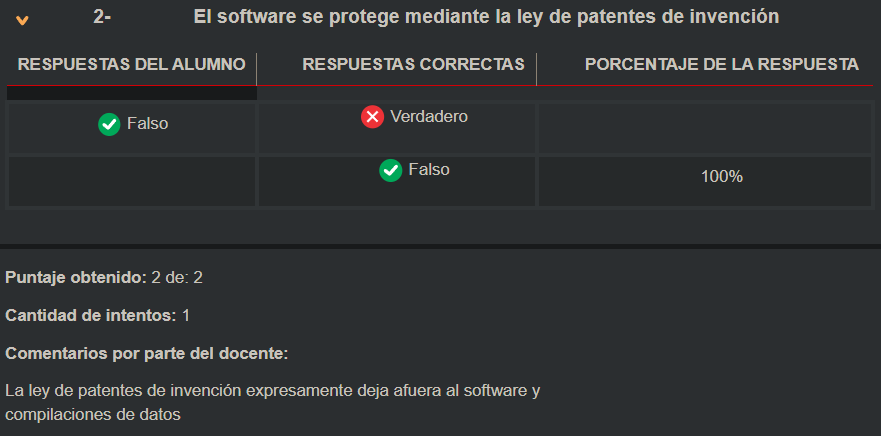 2- El software se protege mediante la ley de patentes de invención
RESPUESTAS DEL ALUMNO RESPUESTAS CORRECTAS PORCENTAJE DE LA RESPUESTA
Falso Verdadero
Falso 100%
Puntaje obtenido: 2 de: 2
Cantidad de intentos: 1
Comentarios por parte del docente:
La ley de patentes de invención expresamente deja afuera al software y
compilaciones de datos